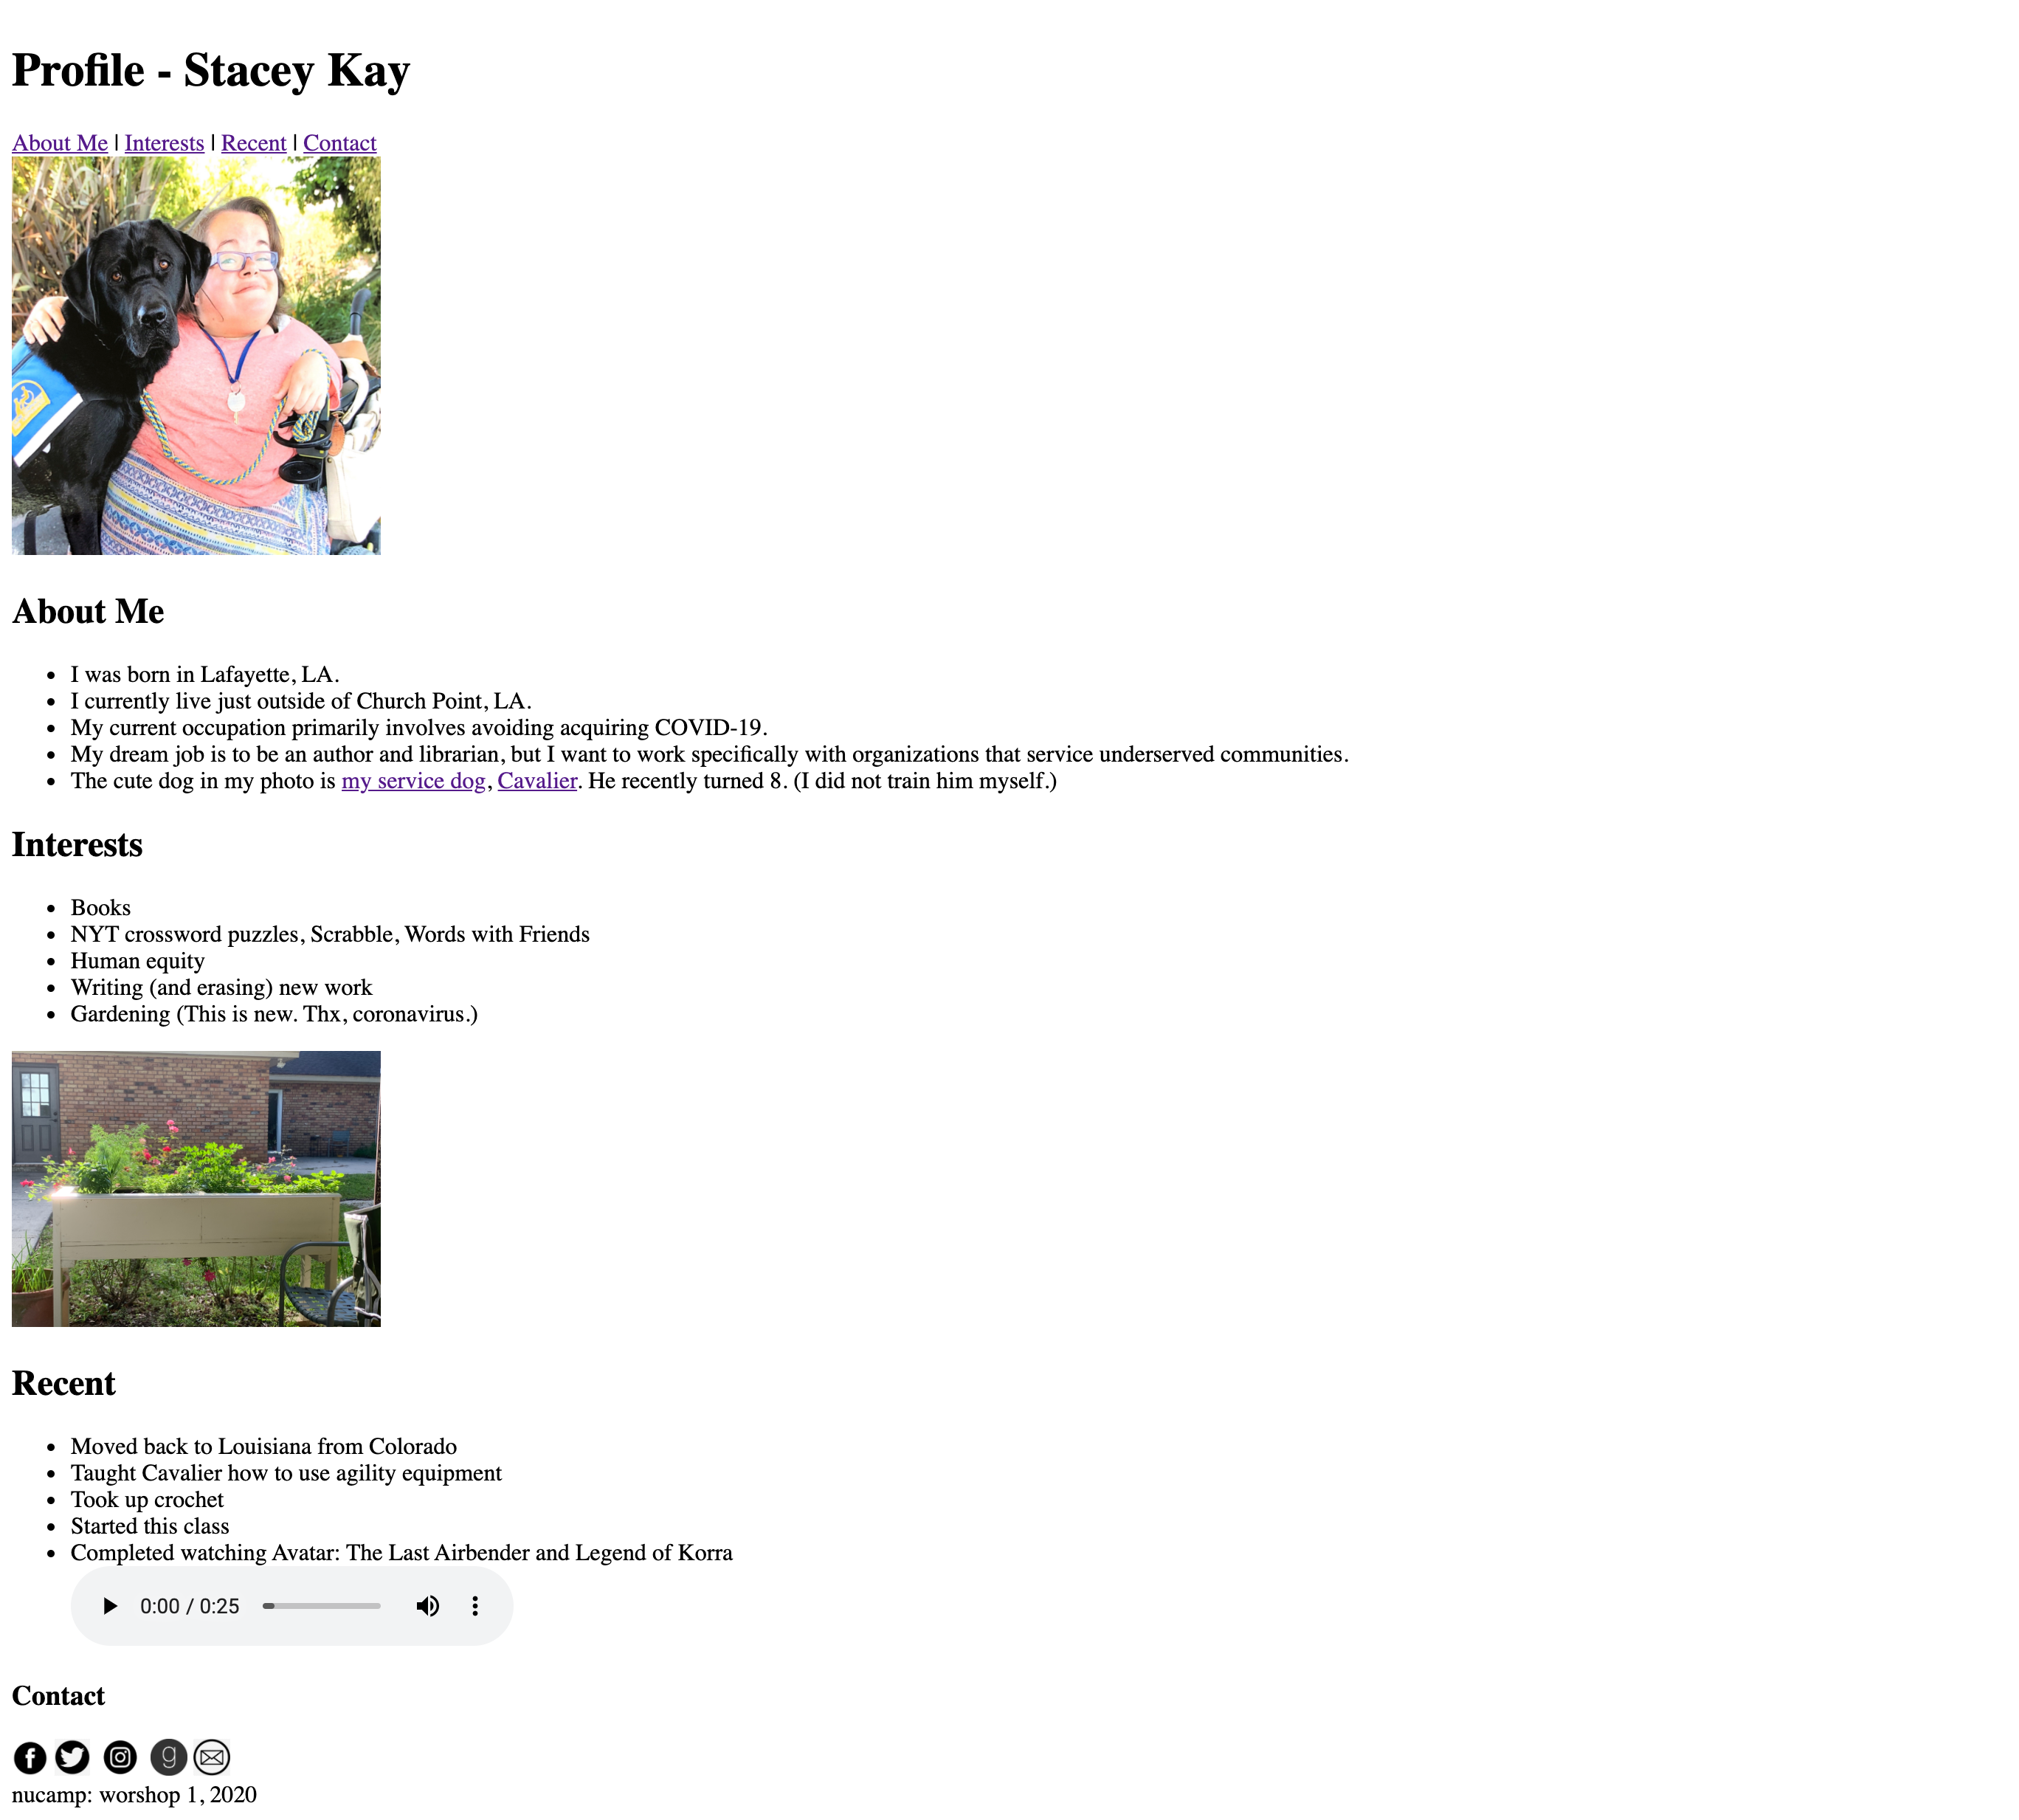 Profile - Stacey Kay
About Me | Interests | Recent | Contact
About Me
I was born in Lafayette, LA.
I currently live just outside of Church Point, LA.
My current occupation primarily involves avoiding acquiring COVID-19.
My dream job is to be an author and librarian, but I want to work specifically with organizations that service underserved communities.
The cute dog in my photo is my service dog, Cavalier. He recently turned 8. (I did not train him myself.)
Interests
Books
NYT crossword puzzles, Scrabble, Words with Friends
Human equity
Writing (and erasing) new work
Gardening (This is new. Thx, coronavirus.)
Recent
Moved back to Louisiana from Colorado
Taught Cavalier how to use agility equipment
Took up crochet
Started this class
Completed watching Avatar: The Last Airbender and Legend of Korra
0:00 / 0:25
Contact
f g
nucamp: worshop 1, 2020